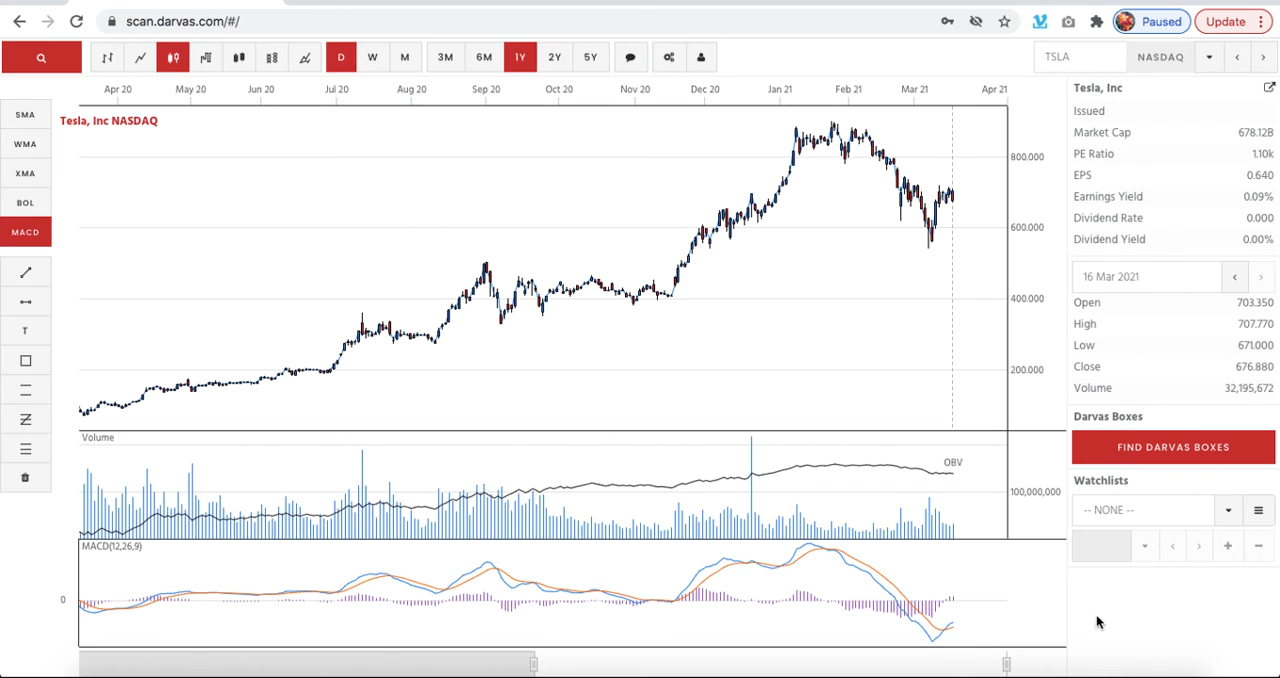 scan.darvas.com/#/
Paused
Update
D W M 3M 6M 1Y 2Y 5Y
TSLA NASDAQ
Apr 20 May 20 Jun 20 Jul 20 Aug 20 Sep 20 Oct 20 Nov 20 Dec 20 Jan 21 Feb 21 Mar 21 Apr 21
Tesla, Inc NASDAQ
SMA
WMA
XMA
BOL
MACD
T
800.000
600.000
400.000
200.000
Volume
OBV
100,000,000
MACD(12,26,9)
0
Tesla, Inc
Issued
Market Cap 678.12B
PE Ratio 1.10k
EPS 0.640
Earnings Yield 0.09%
Dividend Rate 0.000
Dividend Yield 0.00%
16 Mar 2021
Open 703.350
High 707.770
Low 671.000
Close 676.880
Volume 32,195,672
Darvas Boxes
FIND DARVAS BOXES
Watchlists
-- NONE --